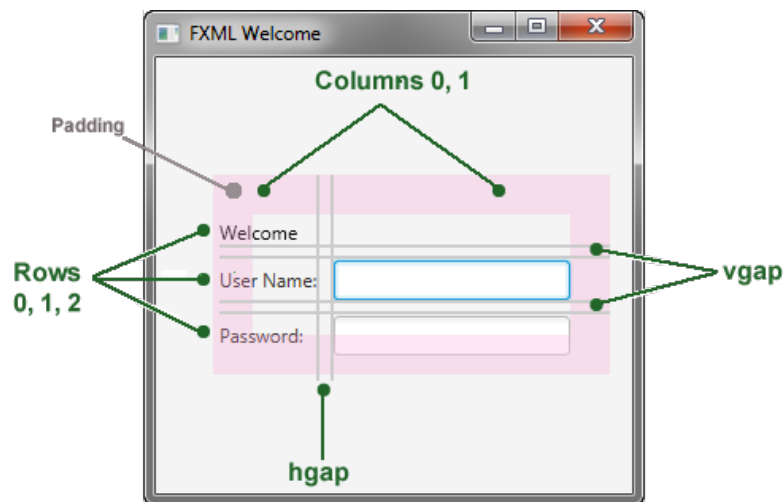 FXML Welcome
Columns 0, 1
Padding
Welcome
Rows
0, 1, 2
User Name:
vgap
Password:
hgap